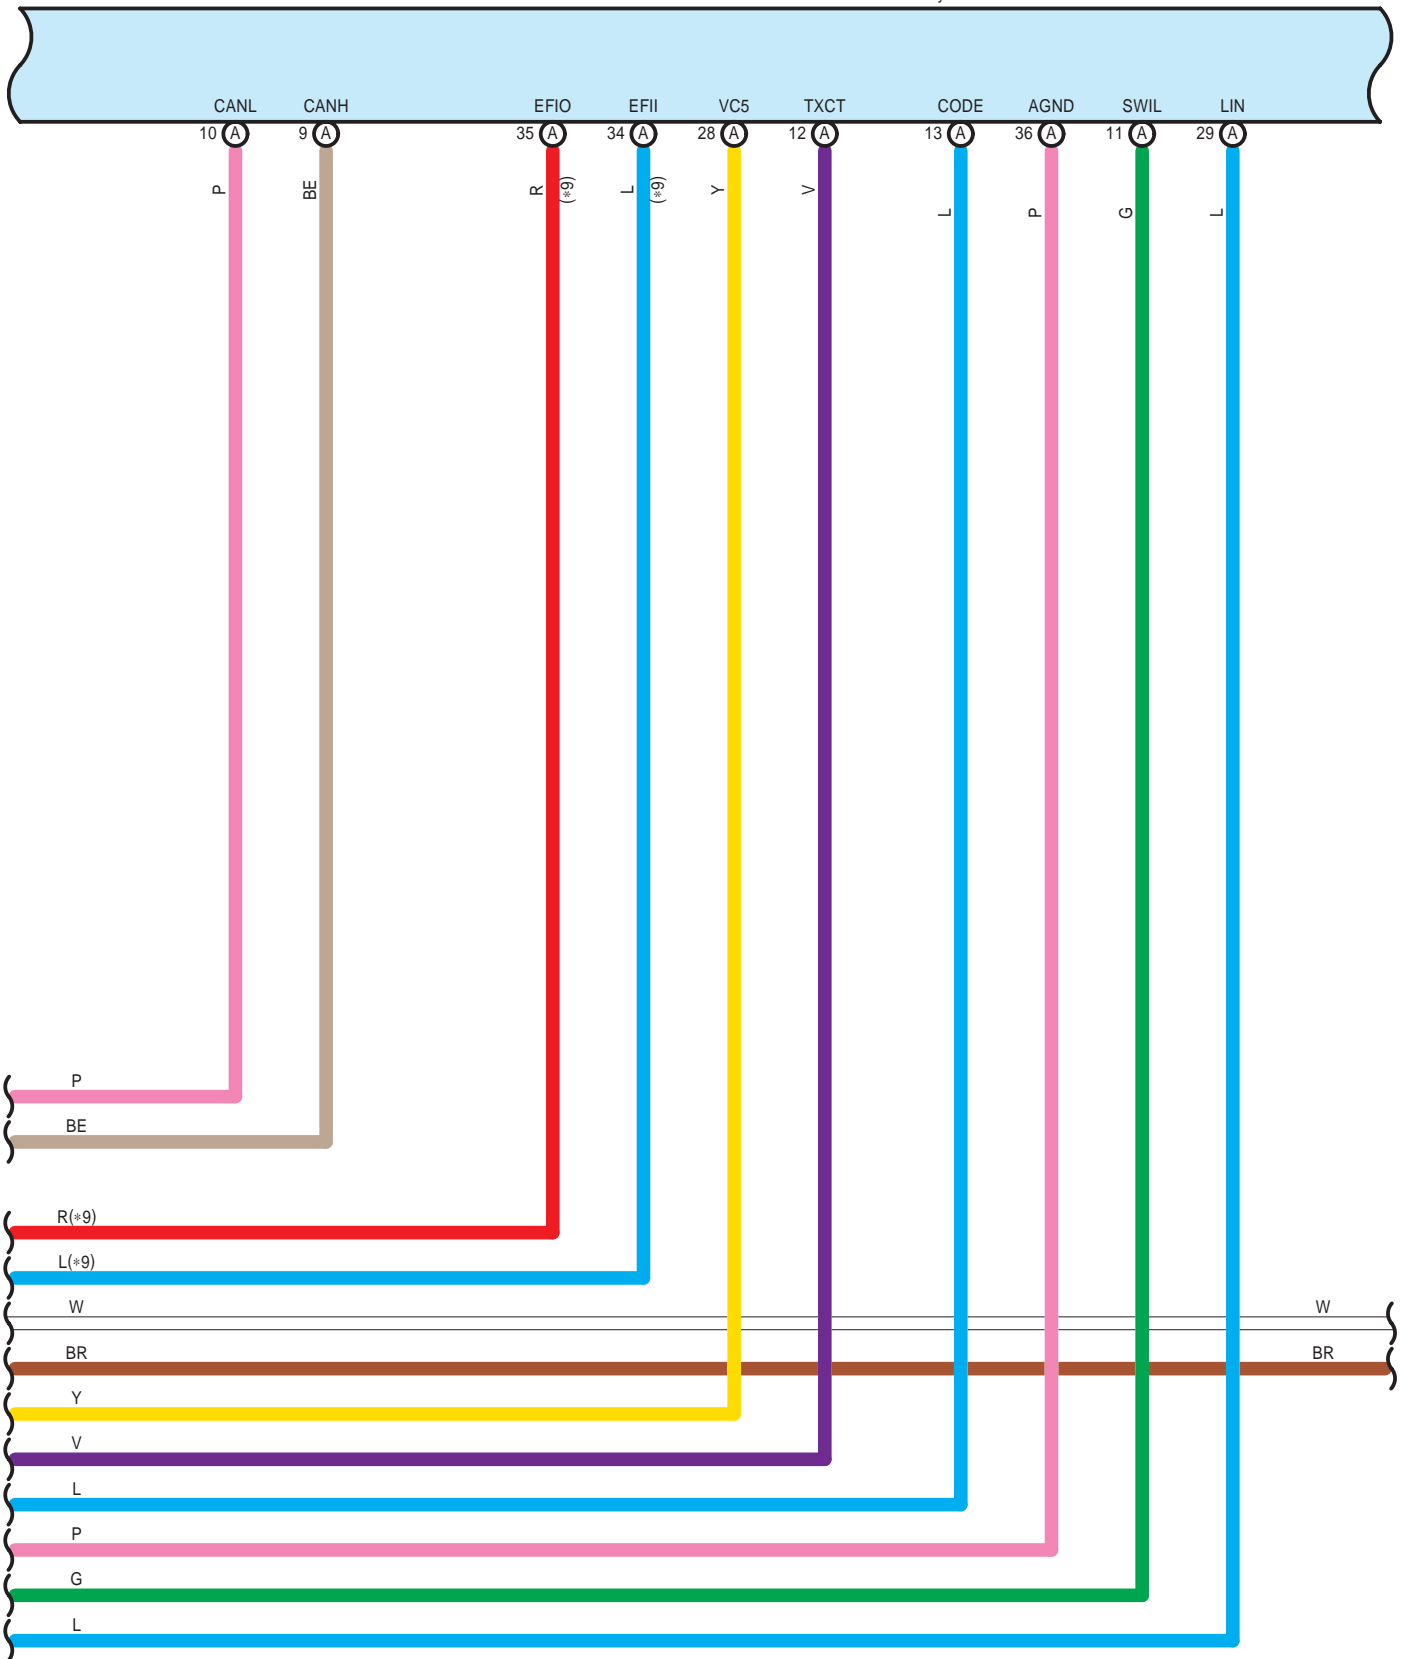 CANL CANH EFIO EFII VC5 TXCT CODE AGND SWIL LIN
10 A 9 A 35 A 34 A 28 A 12 A 13 A 36 A 11 A 29 A
P BE R (*9) L (*9) Y V L P G L
P
BE
R(*9)
L(*9)
W W
BR BR
Y
V
L
P
G
L